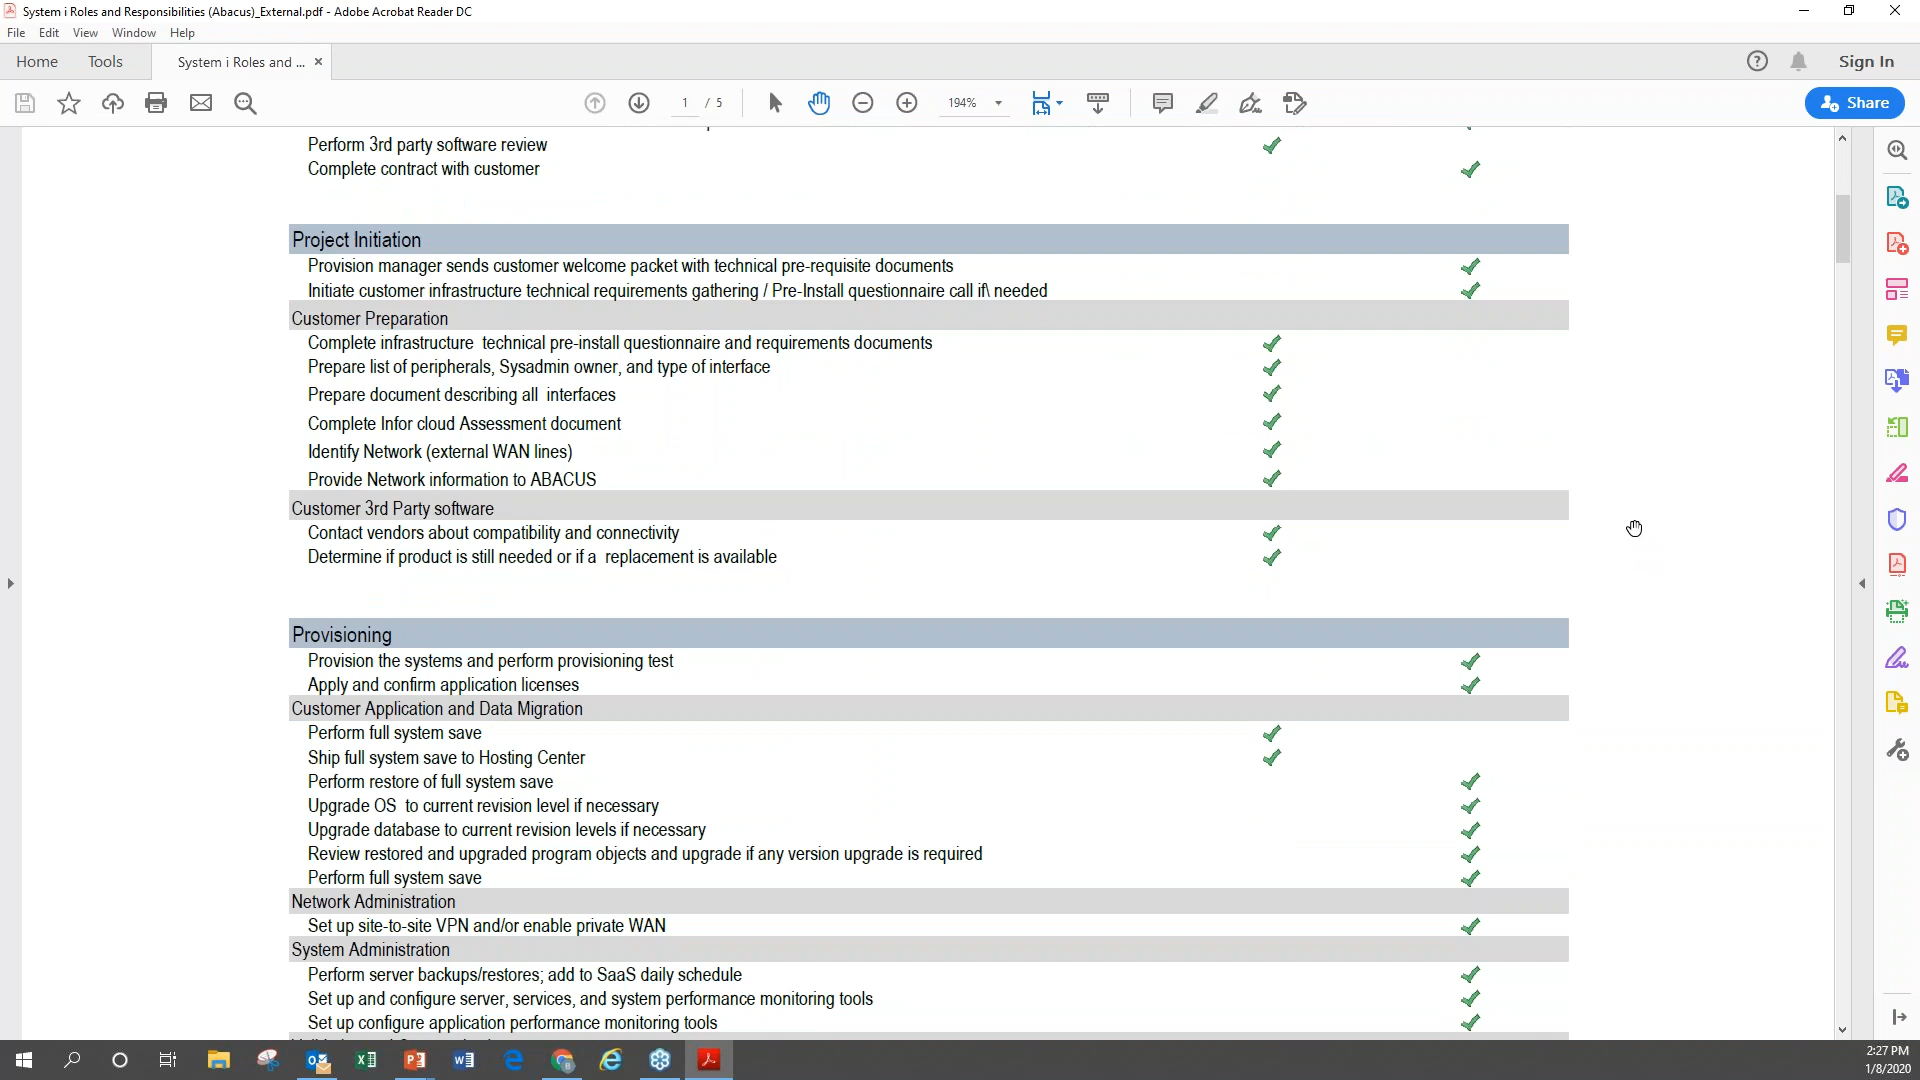 System i Roles and Responsibilities (Abacus)_External.pdf - Adobe Acrobat Reader DC
File Edit View Window Help
Home Tools System i Roles and ... × Sign In
1 / 5 194% Share
Perform 3rd party software review
Complete contract with customer
Project Initiation
Provision manager sends customer welcome packet with technical pre-requisite documents
Initiate customer infrastructure technical requirements gathering / Pre-Install questionnaire call if\ needed
Customer Preparation
Complete infrastructure technical pre-install questionnaire and requirements documents
Prepare list of peripherals, Sysadmin owner, and type of interface
Prepare document describing all interfaces
Complete Infor cloud Assessment document
Identify Network (external WAN lines)
Provide Network information to ABACUS
Customer 3rd Party software
Contact vendors about compatibility and connectivity
Determine if product is still needed or if a replacement is available
Provisioning
Provision the systems and perform provisioning test
Apply and confirm application licenses
Customer Application and Data Migration
Perform full system save
Ship full system save to Hosting Center
Perform restore of full system save
Upgrade OS to current revision level if necessary
Upgrade database to current revision levels if necessary
Review restored and upgraded program objects and upgrade if any version upgrade is required
Perform full system save
Network Administration
Set up site-to-site VPN and/or enable private WAN
System Administration
Perform server backups/restores; add to SaaS daily schedule
Set up and configure server, services, and system performance monitoring tools
Set up configure application performance monitoring tools
2:27 PM
1/8/2020